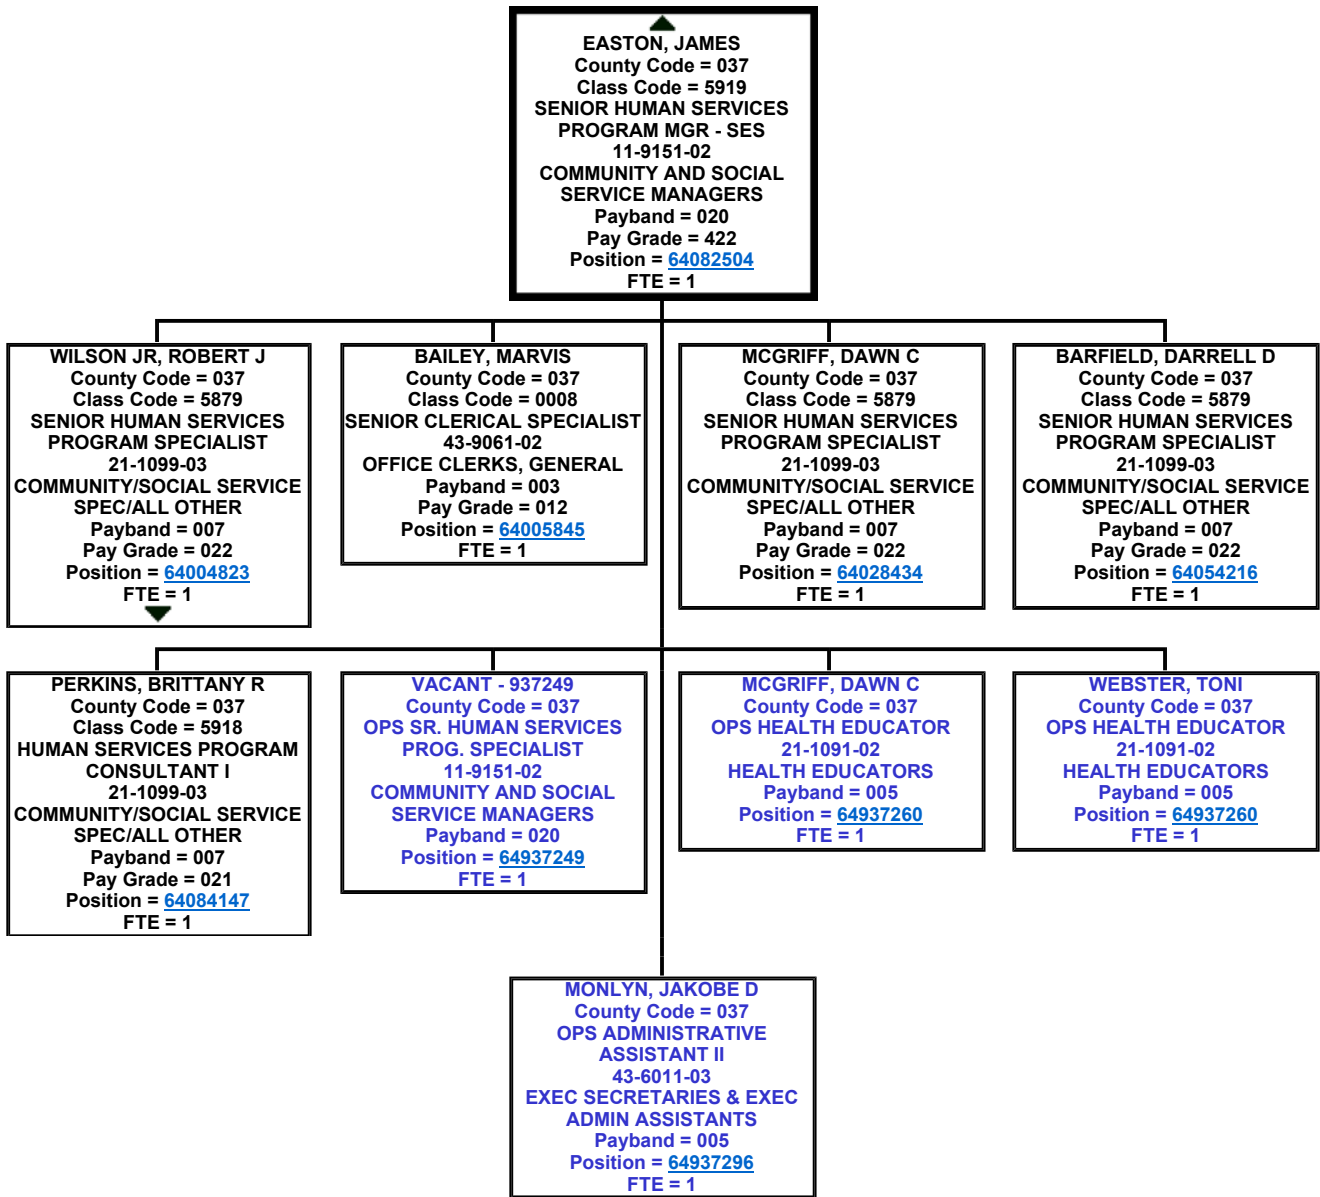 EASTON, JAMES
County Code = 037
Class Code = 5919
SENIOR HUMAN SERVICES
PROGRAM MGR - SES
11-9151-02
COMMUNITY AND SOCIAL
SERVICE MANAGERS
Payband = 020
Pay Grade = 422
Position = 64082504
FTE = 1
WILSON JR, ROBERT J
County Code = 037
Class Code = 5879
SENIOR HUMAN SERVICES
PROGRAM SPECIALIST
21-1099-03
COMMUNITY/SOCIAL SERVICE
SPEC/ALL OTHER
Payband = 007
Pay Grade = 022
Position = 64004823
FTE = 1
BAILEY, MARVIS
County Code = 037
Class Code = 0008
SENIOR CLERICAL SPECIALIST
43-9061-02
OFFICE CLERKS, GENERAL
Payband = 003
Pay Grade = 012
Position = 64005845
FTE = 1
MCGRIFF, DAWN C
County Code = 037
Class Code = 5879
SENIOR HUMAN SERVICES
PROGRAM SPECIALIST
21-1099-03
COMMUNITY/SOCIAL SERVICE
SPEC/ALL OTHER
Payband = 007
Pay Grade = 022
Position = 64028434
FTE = 1
BARFIELD, DARRELL D
County Code = 037
Class Code = 5879
SENIOR HUMAN SERVICES
PROGRAM SPECIALIST
21-1099-03
COMMUNITY/SOCIAL SERVICE
SPEC/ALL OTHER
Payband = 007
Pay Grade = 022
Position = 64054216
FTE = 1
PERKINS, BRITTANY R
County Code = 037
Class Code = 5918
HUMAN SERVICES PROGRAM
CONSULTANT I
21-1099-03
COMMUNITY/SOCIAL SERVICE
SPEC/ALL OTHER
Payband = 007
Pay Grade = 021
Position = 64084147
FTE = 1
VACANT - 937249
County Code = 037
OPS SR. HUMAN SERVICES
PROG. SPECIALIST
11-9151-02
COMMUNITY AND SOCIAL
SERVICE MANAGERS
Payband = 020
Position = 64937249
FTE = 1
MCGRIFF, DAWN C
County Code = 037
OPS HEALTH EDUCATOR
21-1091-02
HEALTH EDUCATORS
Payband = 005
Position = 64937260
FTE = 1
WEBSTER, TONI
County Code = 037
OPS HEALTH EDUCATOR
21-1091-02
HEALTH EDUCATORS
Payband = 005
Position = 64937260
FTE = 1
MONLYN, JAKOBE D
County Code = 037
OPS ADMINISTRATIVE
ASSISTANT II
43-6011-03
EXEC SECRETARIES & EXEC
ADMIN ASSISTANTS
Payband = 005
Position = 64937296
FTE = 1